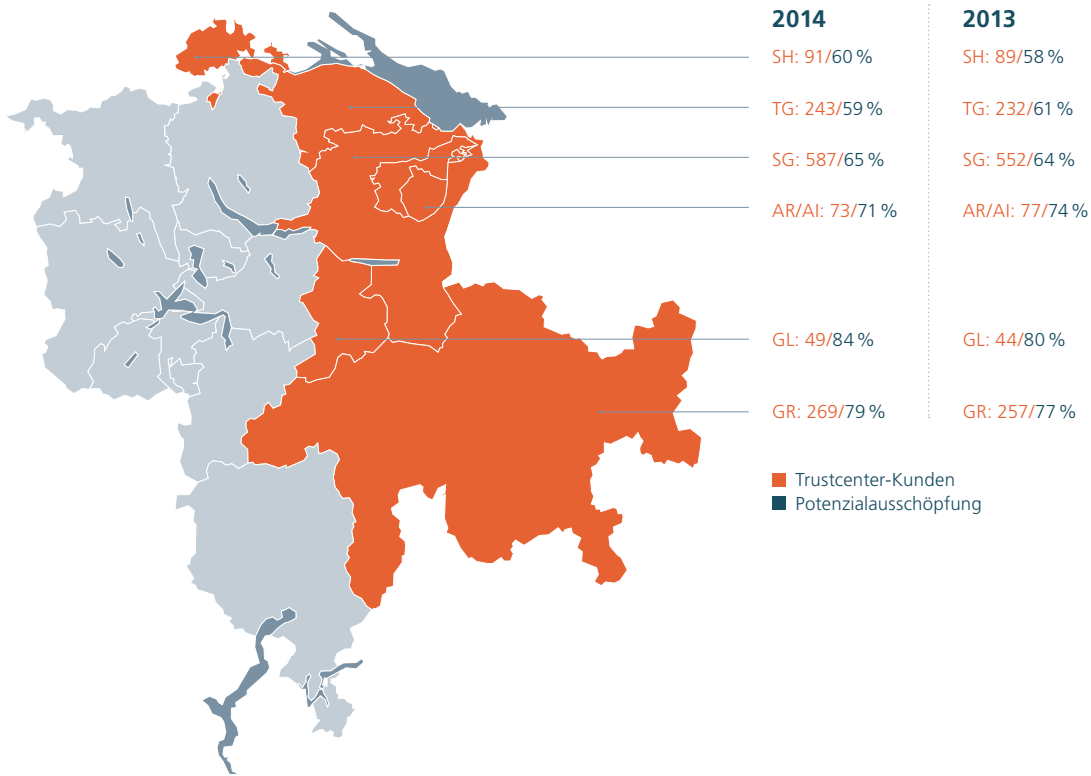 2014
SH: 91/60 %
TG: 243/59 %
SG: 587/65 %
AR/AI: 73/71 %
GL: 49/84 %
GR: 269/79 %
2013
SH: 89/58 %
TG: 232/61 %
SG: 552/64 %
AR/AI: 77/74 %
GL: 44/80 %
GR: 257/77 %
Trustcenter-Kunden
Potenzialausschöpfung